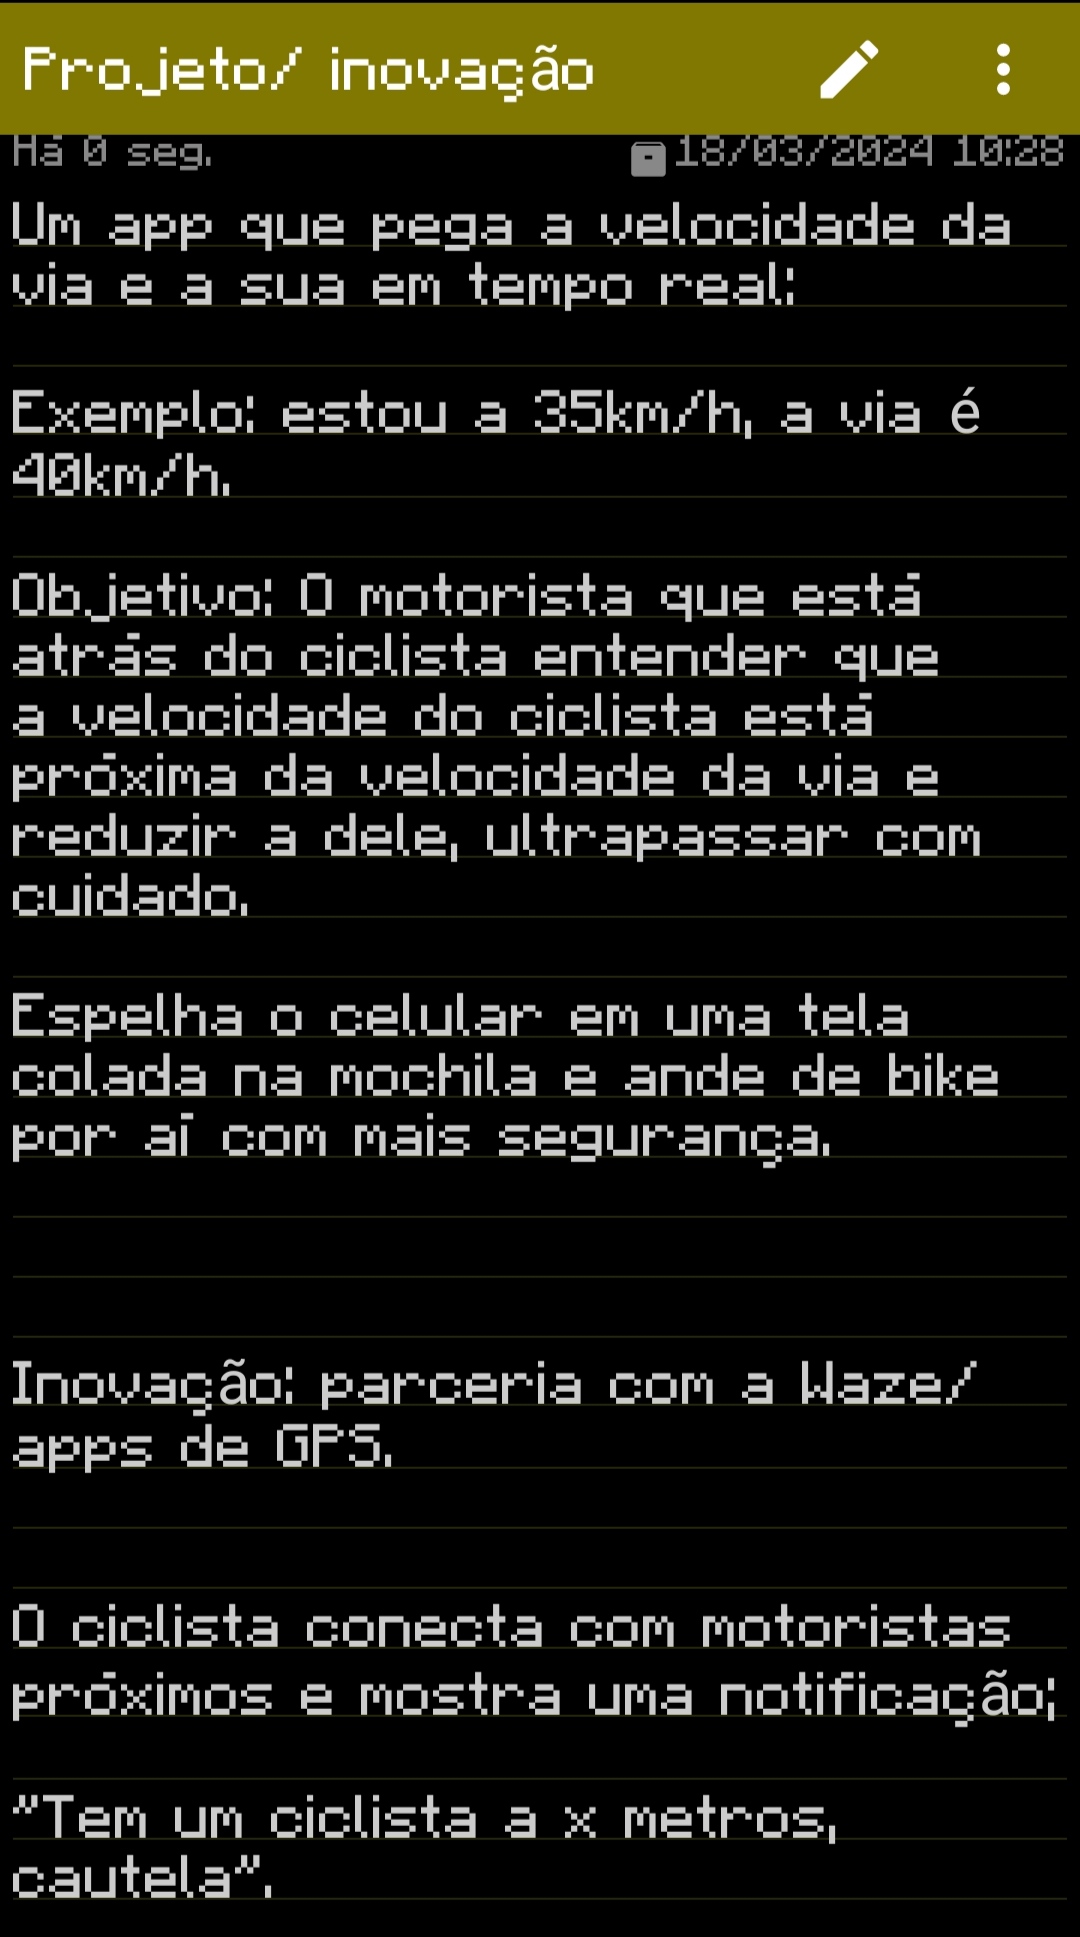 Projeto/ inovação
Há 0 seg.
18/03/2024 10:28
Um app que pega a velocidade da
via e a sua em tempo real:
Exemplo: estou a 35km/h, a via é
40km/h.
Objetivo: O motorista que está
atrás do ciclista entender que
a velocidade do ciclista está
próxima da velocidade da via e
reduzir a dele, ultrapassar com
cuidado.
Espelha o celular em uma tela
colada na mochila e ande de bike
por aí com mais segurança.
Inovação: parceria com a Waze/
apps de GPS.
O ciclista conecta com motoristas
próximos e mostra uma notificação;
"Tem um ciclista a x metros,
cautela".